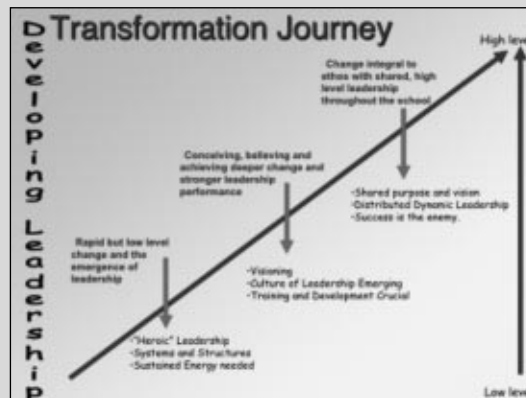 Developing Leadership
Transformation Journey
High leve
Change integral to
ethos with shared, high
level leadership
throughout the school
Conceiving, believing and
achieving deeper change and
stronger leadership
performance
•Shared purpose and vision
•Distributed Dynamic Leadership
•Success is the enemy.
Rapid but low level
change and the
emergence of
leadership
•Visioning
•Culture of Leadership Emerging
•Training and Development Crucial
•"Heroic" Leadership
•Systems and Structures
•Sustained Energy needed
Low leve